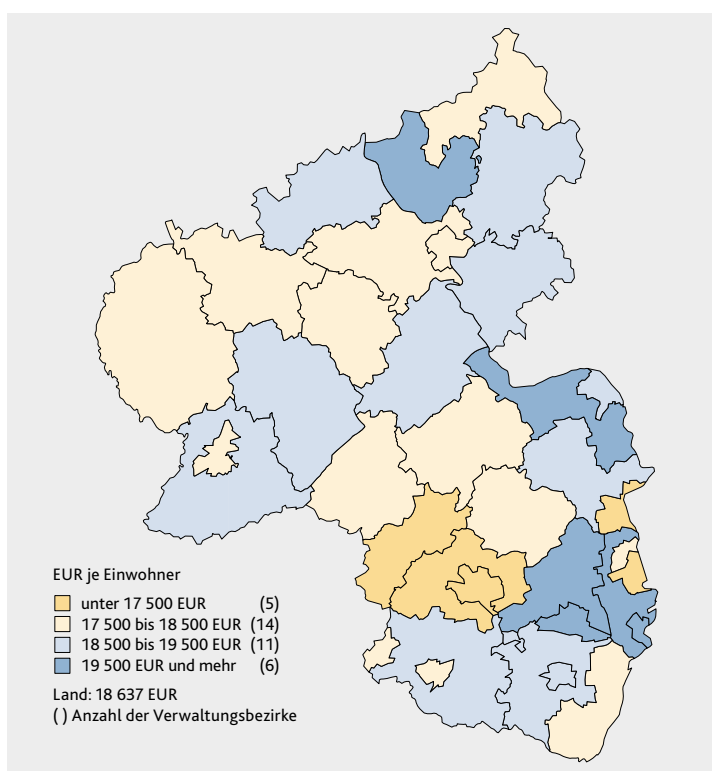 EUR je Einwohner
unter 17 500 EUR (5)
17 500 bis 18 500 EUR (14)
18 500 bis 19 500 EUR (11)
19 500 EUR und mehr (6)
Land: 18 637 EUR
( ) Anzahl der Verwaltungsbezirke